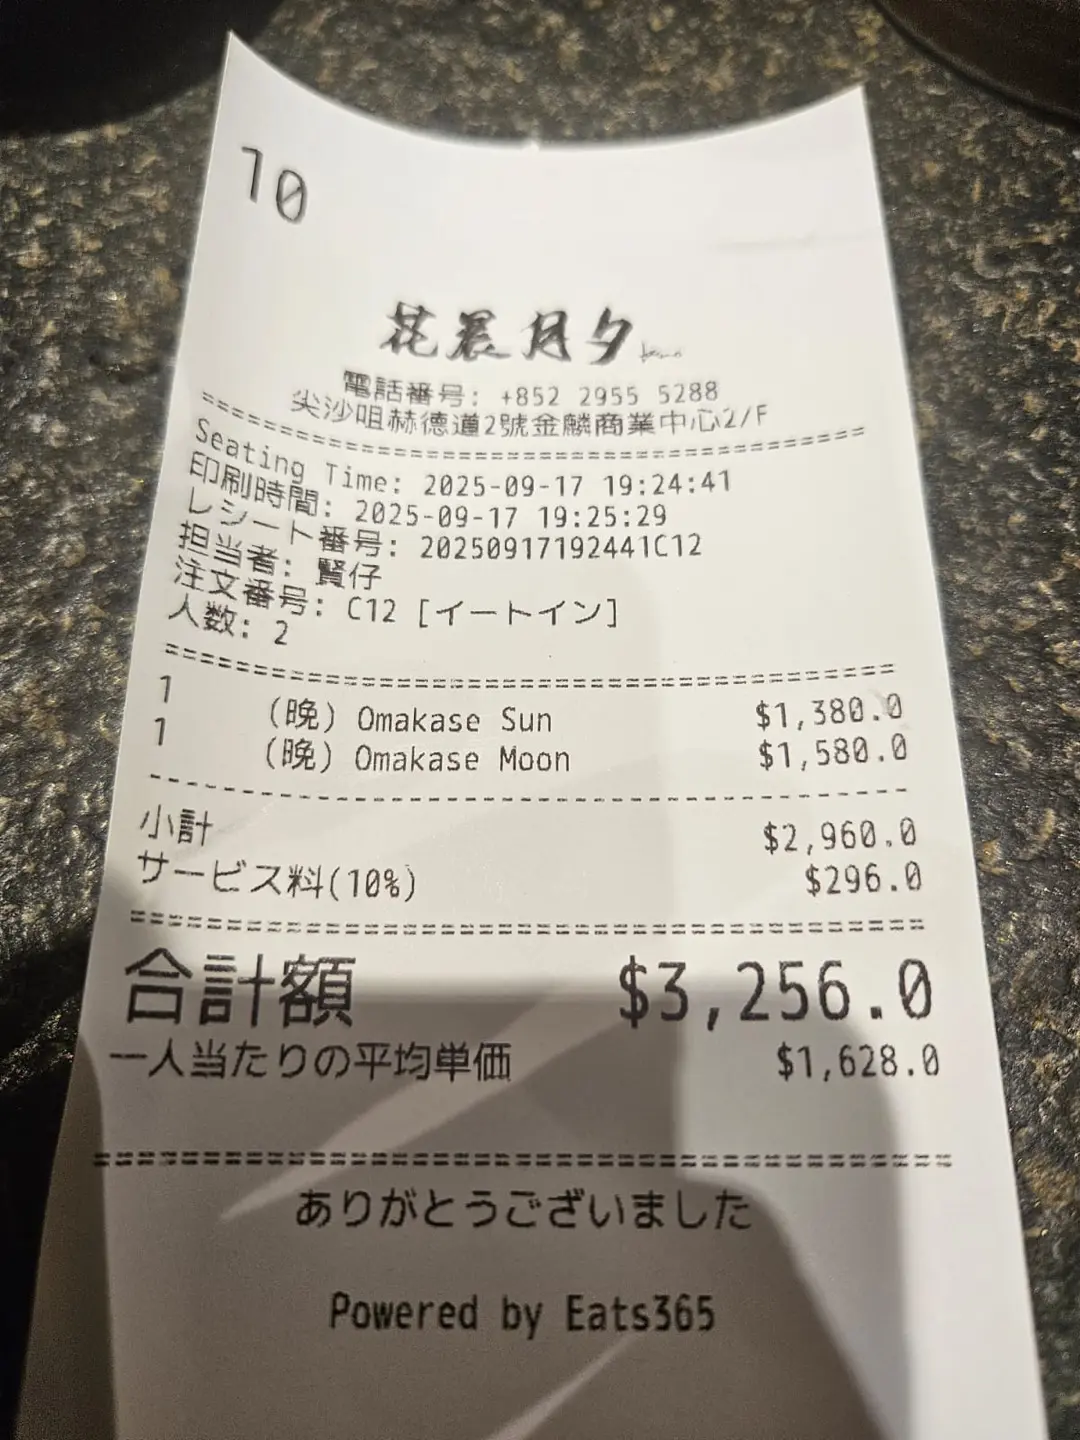 10
花晨月夕
電話番号: +852 2955 5288
尖沙咀赫德道2號金麟商業中心2/F
Seating Time: 2025-09-17 19:24:41
印刷時間: 2025-09-17 19:25:29
レシート番号: 20250917192441C12
担当者: 賢仔
注文番号: C12 [イートイン]
人数: 2
1 (晩) Omakase Sun $1,380.0
1 (晩) Omakase Moon $1,580.0
小計 $2,960.0
サービス料(10%) $296.0
合計額 $3,256.0
一人当たりの平均単価 $1,628.0
ありがとうございました
Powered by Eats365